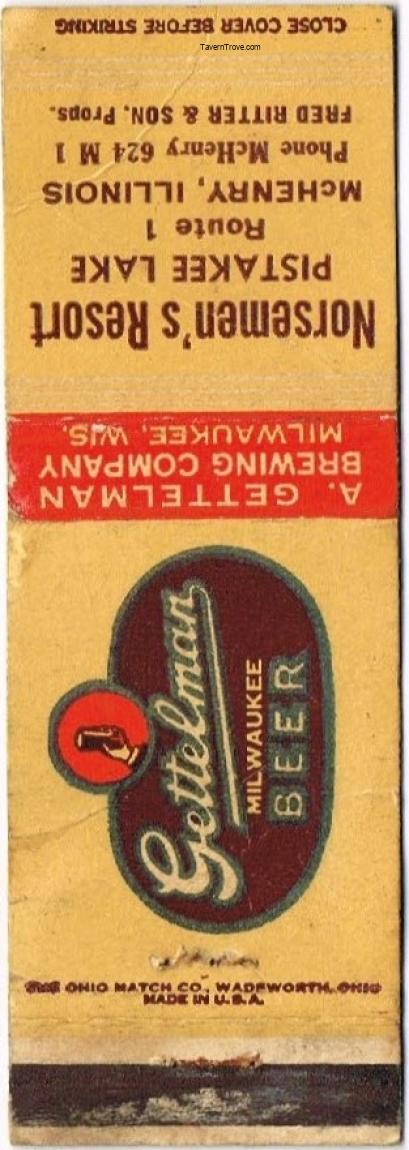 CLOSE COVER BEFORE STRIKING
TavernTrove.com
Norsemen's Resort
PISTAKEE LAKE
Route 1
McHENRY, ILLINOIS
Phone McHenry 624 M 1
FRED RITTER & SON, Props.
A. GETTELMAN
BREWING COMPANY
MILWAUKEE, WIS.
Gettelman
MILWAUKEE
BEER
OHIO MATCH CO., WADSWORTH, OHIO
MADE IN U.S.A.